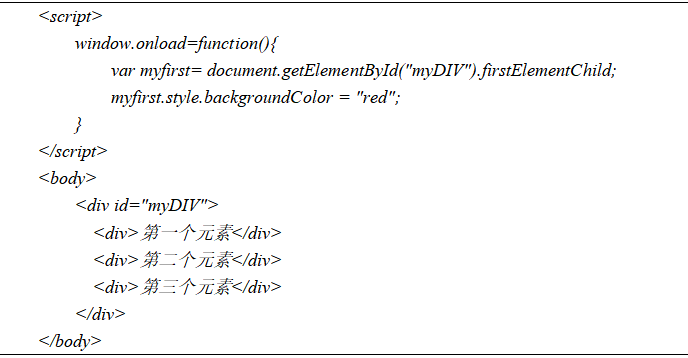 <script>
window.onload=function(){
var myfirst= document.getElementById("myDIV").firstElementChild;
myfirst.style.backgroundColor = "red";
}
</script>
<body>
<div id="myDIV">
<div>第一个元素</div>
<div>第二个元素</div>
<div>第三个元素</div>
</div>
</body>